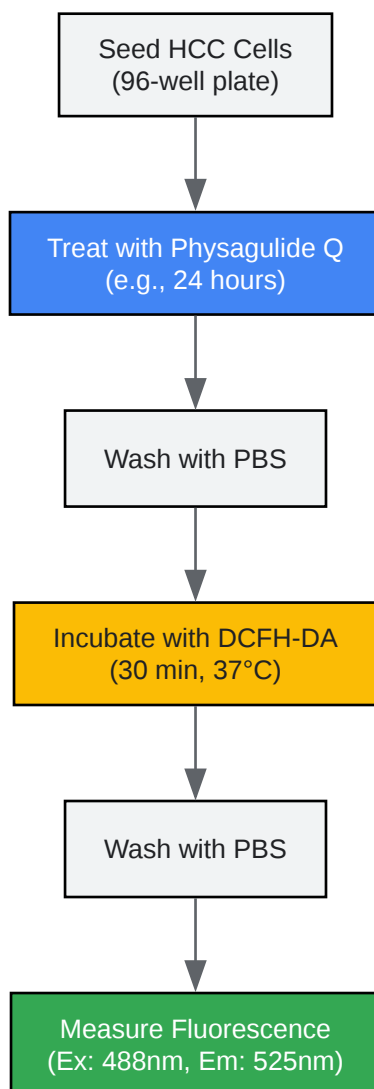 Seed HCC Cells
(96-well plate)
Treat with Physagulide Q
(e.g., 24 hours)
Wash with PBS
Incubate with DCFH-DA
(30 min, 37°C)
Wash with PBS
Measure Fluorescence
(Ex: 488nm, Em: 525nm)